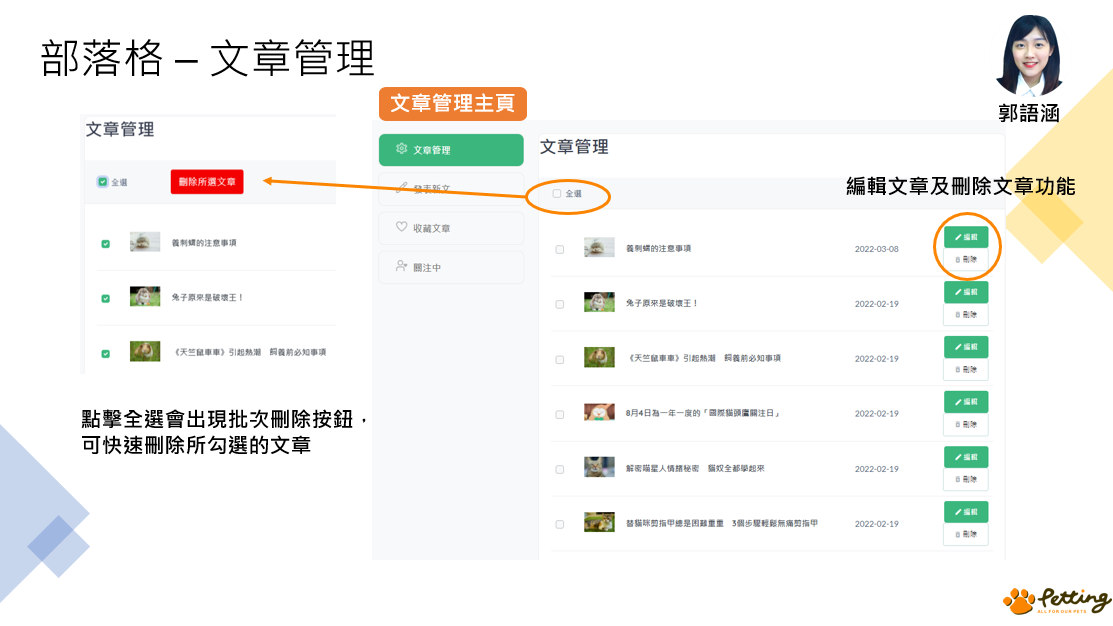 部落格 – 文章管理
郭語涵
文章管理主頁
文章管理
全選
刪除所選文章
養刺蝟的注意事項
兔子原來是破壞王！
《天竺鼠車車》引起熱潮　飼養前必知事項
點擊全選會出現批次刪除按鈕，
可快速刪除所勾選的文章
文章管理
發表新文
收藏文章
關注中
文章管理
全選
編輯文章及刪除文章功能
養刺蝟的注意事項 2022-03-08 編輯
刪除
兔子原來是破壞王！ 2022-02-19 編輯
刪除
《天竺鼠車車》引起熱潮　飼養前必知事項 2022-02-19 編輯
刪除
8月4日為一年一度的「國際貓頭鷹關注日」 2022-02-19 編輯
刪除
解密喵星人情緒秘密　貓奴全都學起來 2022-02-19 編輯
刪除
替貓咪剪指甲總是困難重重　3個步驟輕鬆無痛剪指甲 2022-02-19 編輯
刪除
Petting
ALL FOR OUR PETS